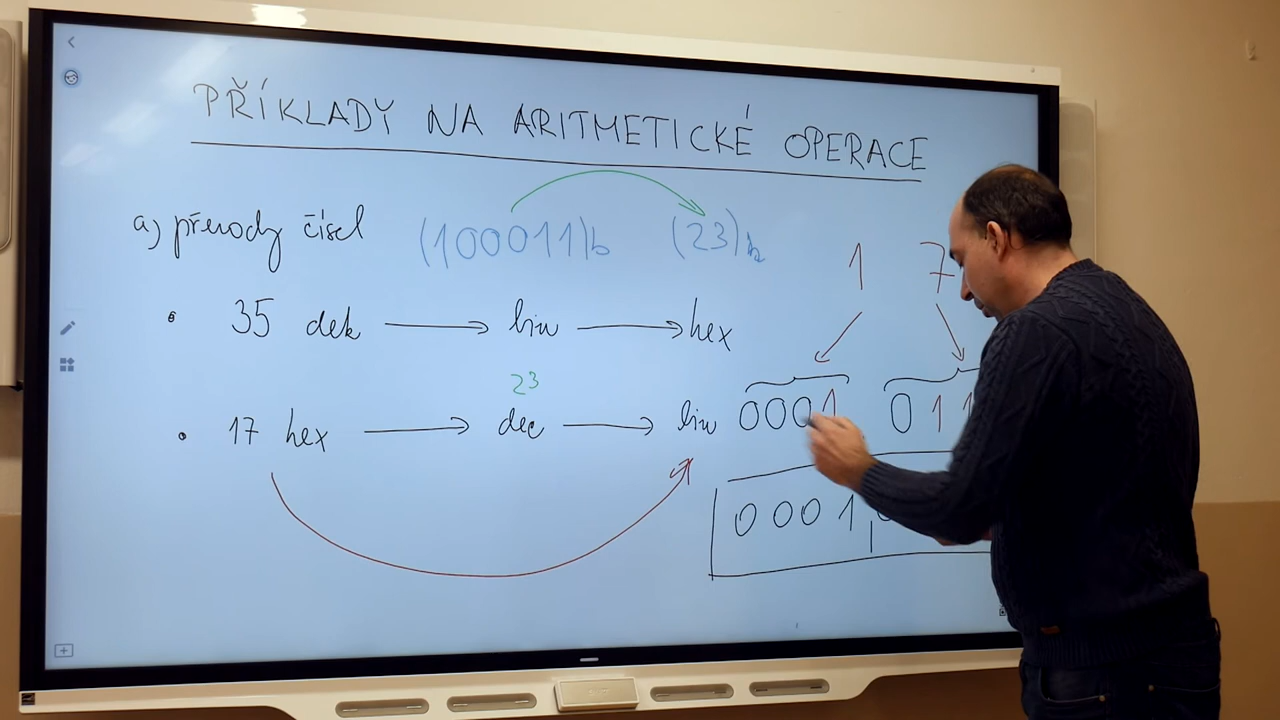 PŘÍKLADY NA ARITMETICKÉ OPERACE
a) převody čísel (100011)b (23)h
1 7
35 dek → bin → hex
23
17 hex → dec → bin 0001 011
0001